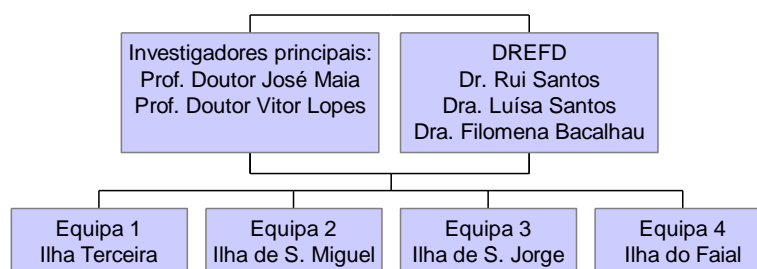 Investigadores principais:
Prof. Doutor José Maia
Prof. Doutor Vitor Lopes
DREFD
Dr. Rui Santos
Dra. Luísa Santos
Dra. Filomena Bacalhau
Equipa 1
Ilha Terceira
Equipa 2
Ilha de S. Miguel
Equipa 3
Ilha de S. Jorge
Equipa 4
Ilha do Faial